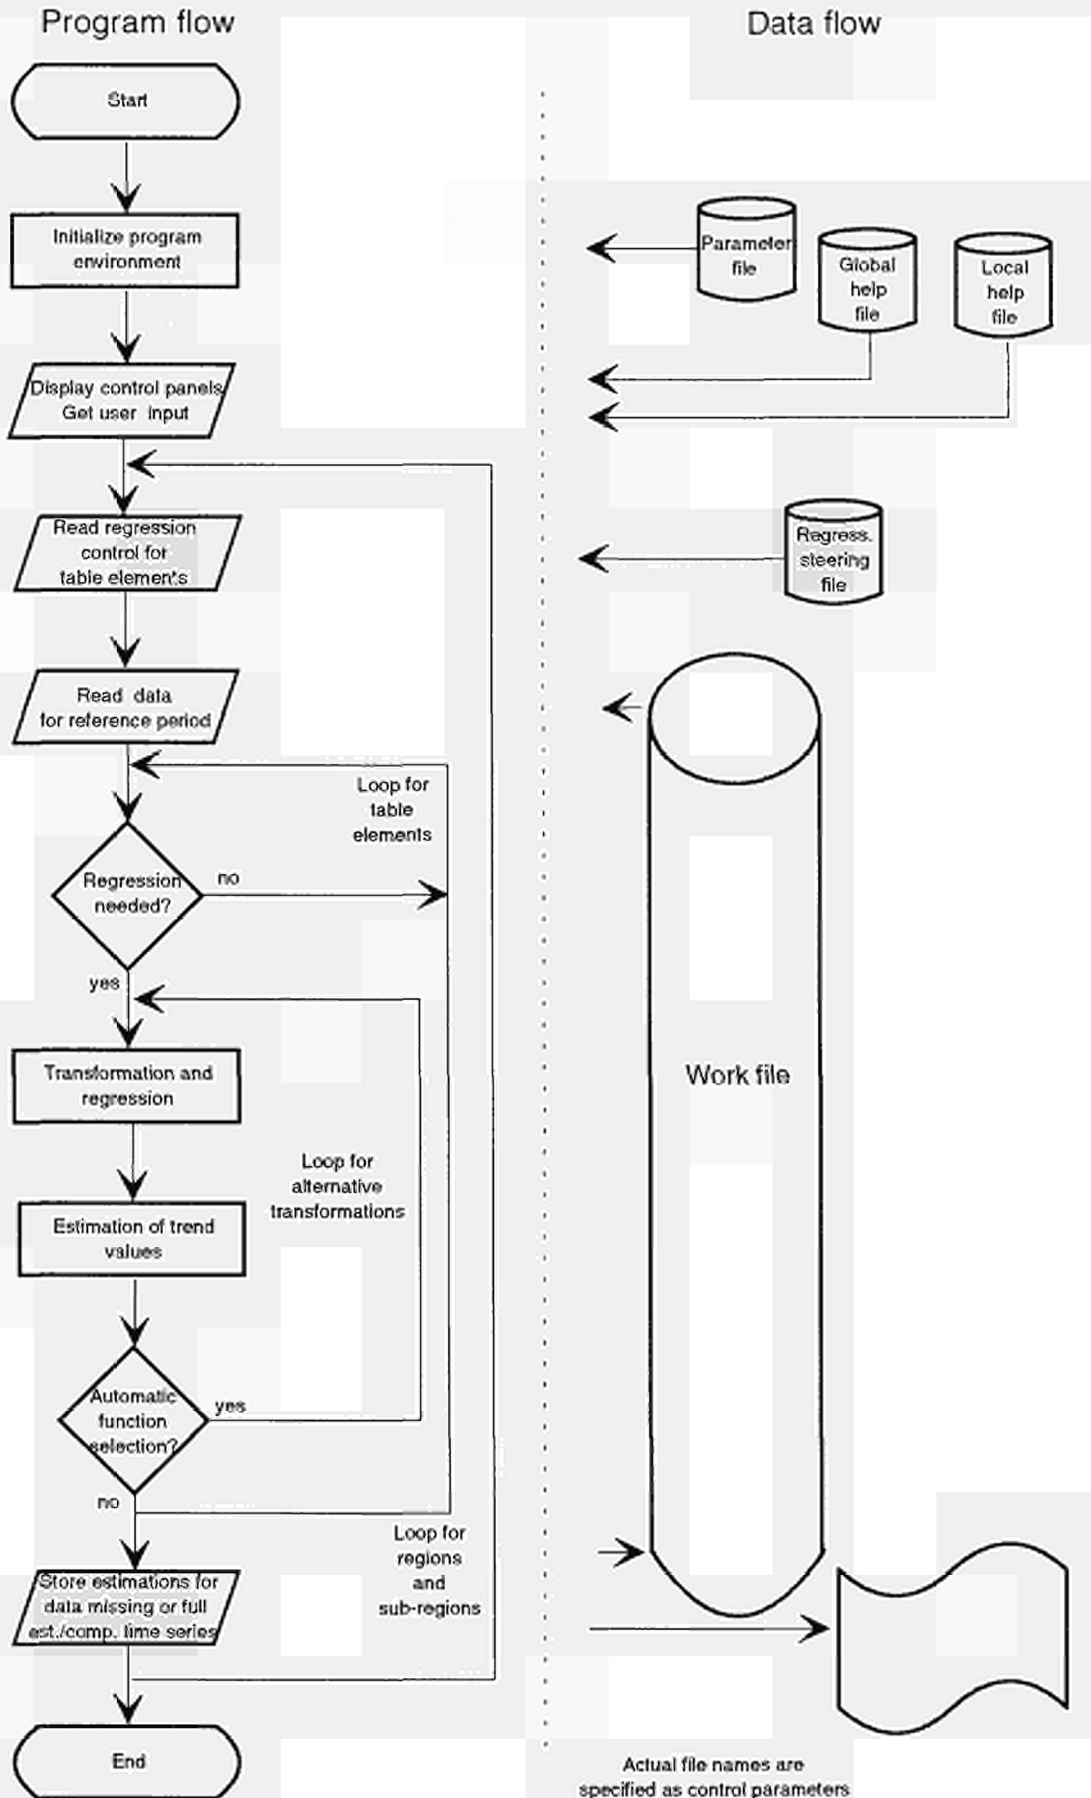 Program flow
Data flow
Start
Initialize program
environment
Parameter
file
Global
help
file
Local
help
file
Display control panels
Get user input
Read regression
control for
table elements
Regress.
steering
file
Read data
for reference period
Loop for
table
elements
Regression
needed?
no
yes
Transformation and
regression
Work file
Loop for
alternative
transformations
Estimation of trend
values
Automatic
function
selection?
yes
no
Loop for
regions
and
sub-regions
Store estimations for
data missing or full
est./comp. time series
End
Actual file names are
specified as control parameters